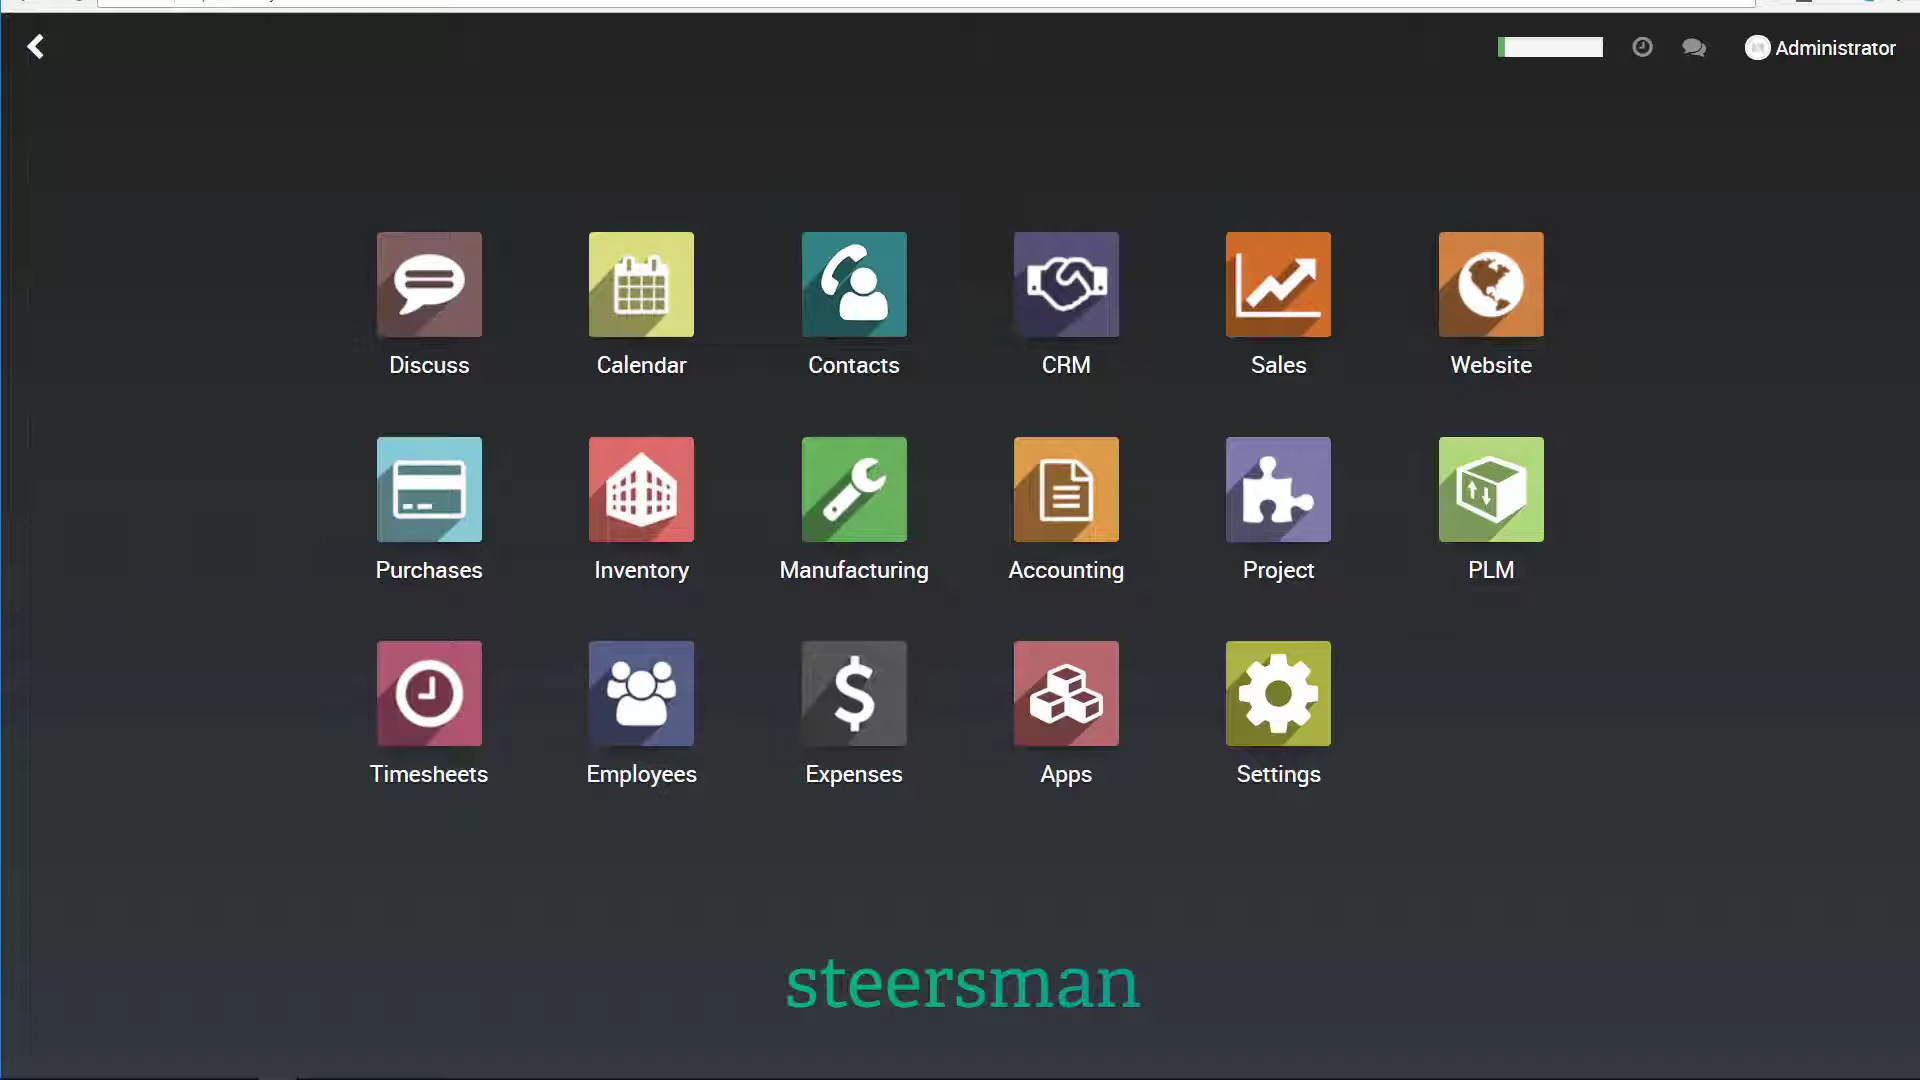 Administrator
Discuss Calendar Contacts CRM Sales Website
Purchases Inventory Manufacturing Accounting Project PLM
Timesheets Employees Expenses Apps Settings
steersman